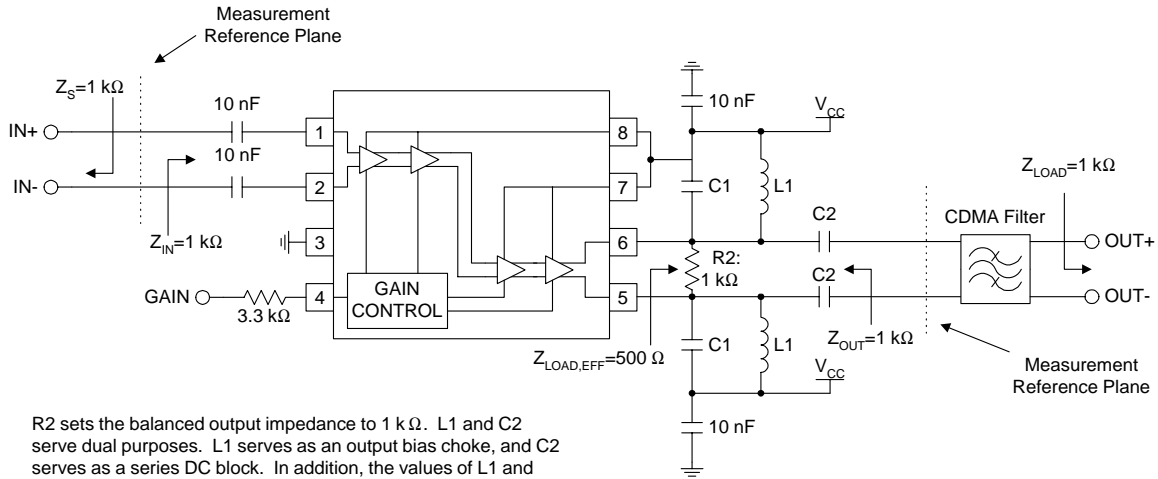 Measurement
Reference Plane
Z_S=1 kΩ
10 nF
10 nF
IN+
IN-
Z_IN=1 kΩ
1
2
3
4
8
7
6
5
GAIN
3.3 kΩ
GAIN
CONTROL
10 nF
V_CC
C1
L1
C2
R2:
1 kΩ
C2
Z_LOAD,EFF=500 Ω
C1
L1
Z_OUT=1 kΩ
V_CC
10 nF
CDMA Filter
Z_LOAD=1 kΩ
OUT+
OUT-
Measurement
Reference Plane
R2 sets the balanced output impedance to 1 kΩ. L1 and C2
serve dual purposes. L1 serves as an output bias choke, and C2
serves as a series DC block. In addition, the values of L1 and